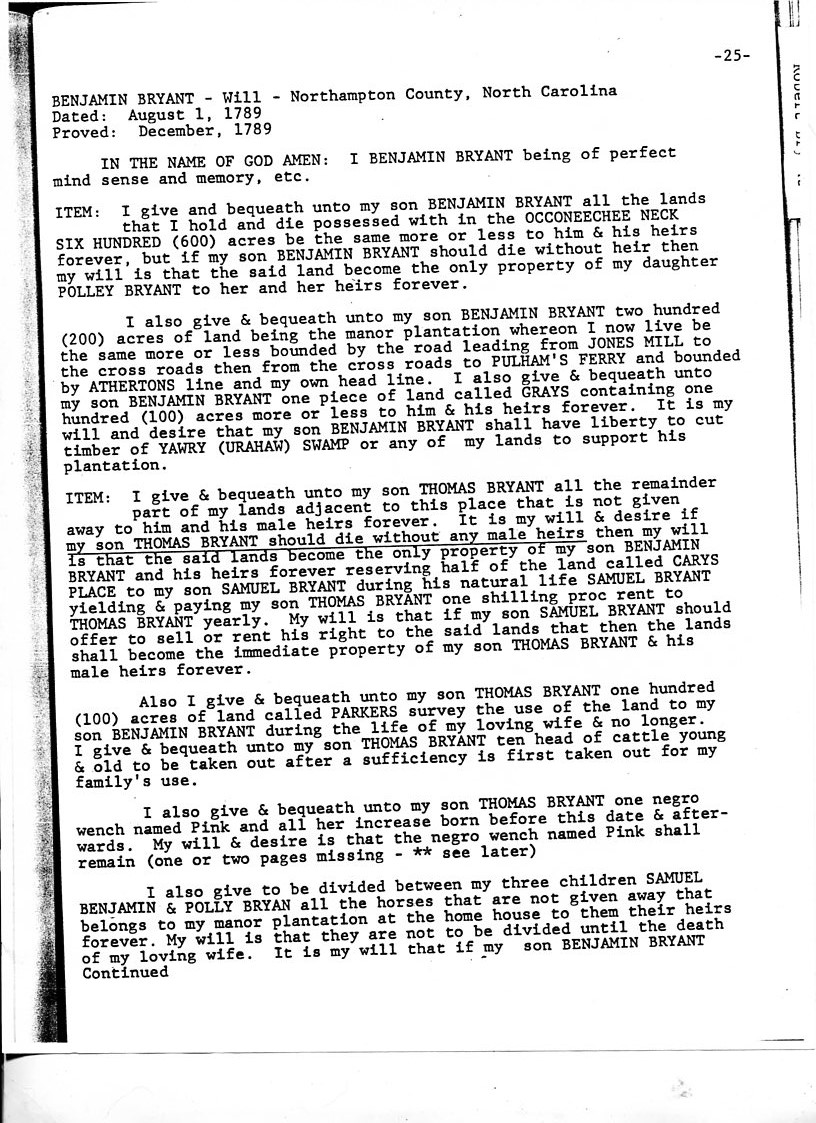 -25-
BENJAMIN BRYANT - Will - Northampton County, North Carolina
Dated: August 1, 1789
Proved: December, 1789
IN THE NAME OF GOD AMEN: I BENJAMIN BRYANT being of perfect
mind sense and memory, etc.
ITEM: I give and bequeath unto my son BENJAMIN BRYANT all the lands
that I hold and die possessed with in the OCCONEECHEE NECK
SIX HUNDRED (600) acres be the same more or less to him & his heirs
forever, but if my son BENJAMIN BRYANT should die without heir then
my will is that the said land become the only property of my daughter
POLLEY BRYANT to her and her heirs forever.
I also give & bequeath unto my son BENJAMIN BRYANT two hundred
(200) acres of land being the manor plantation whereon I now live be
the same more or less bounded by the road leading from JONES MILL to
the cross roads then from the cross roads to PULHAM'S FERRY and bounded
by ATHERTONS line and my own head line. I also give & bequeath unto
my son BENJAMIN BRYANT one piece of land called GRAYS containing one
hundred (100) acres more or less to him & his heirs forever. It is my
will and desire that my son BENJAMIN BRYANT shall have liberty to cut
timber of YAWRY (URAHAW) SWAMP or any of my lands to support his
plantation.
ITEM: I give & bequeath unto my son THOMAS BRYANT all the remainder
part of my lands adjacent to this place that is not given
away to him and his male heirs forever. It is my will & desire if
my son THOMAS BRYANT should die without any male heirs then my will
is that the said lands become the only property of my son BENJAMIN
BRYANT and his heirs forever reserving half of the land called CARYS
PLACE to my son SAMUEL BRYANT during his natural life SAMUEL BRYANT
yielding & paying my son THOMAS BRYANT one shilling proc rent to
THOMAS BRYANT yearly. My will is that if my son SAMUEL BRYANT should
offer to sell or rent his right to the said lands that then the lands
shall become the immediate property of my son THOMAS BRYANT & his
male heirs forever.
Also I give & bequeath unto my son THOMAS BRYANT one hundred
(100) acres of land called PARKERS survey the use of the land to my
son BENJAMIN BRYANT during the life of my loving wife & no longer.
I give & bequeath unto my son THOMAS BRYANT ten head of cattle young
& old to be taken out after a sufficiency is first taken out for my
family's use.
I also give & bequeath unto my son THOMAS BRYANT one negro
wench named Pink and all her increase born before this date & after-
wards. My will & desire is that the negro wench named Pink shall
remain (one or two pages missing - ** see later)
I also give to be divided between my three children SAMUEL
BENJAMIN & POLLY BRYAN all the horses that are not given away that
belongs to my manor plantation at the home house to them their heirs
forever. My will is that they are not to be divided until the death
of my loving wife. It is my will that if my son BENJAMIN BRYANT
Continued